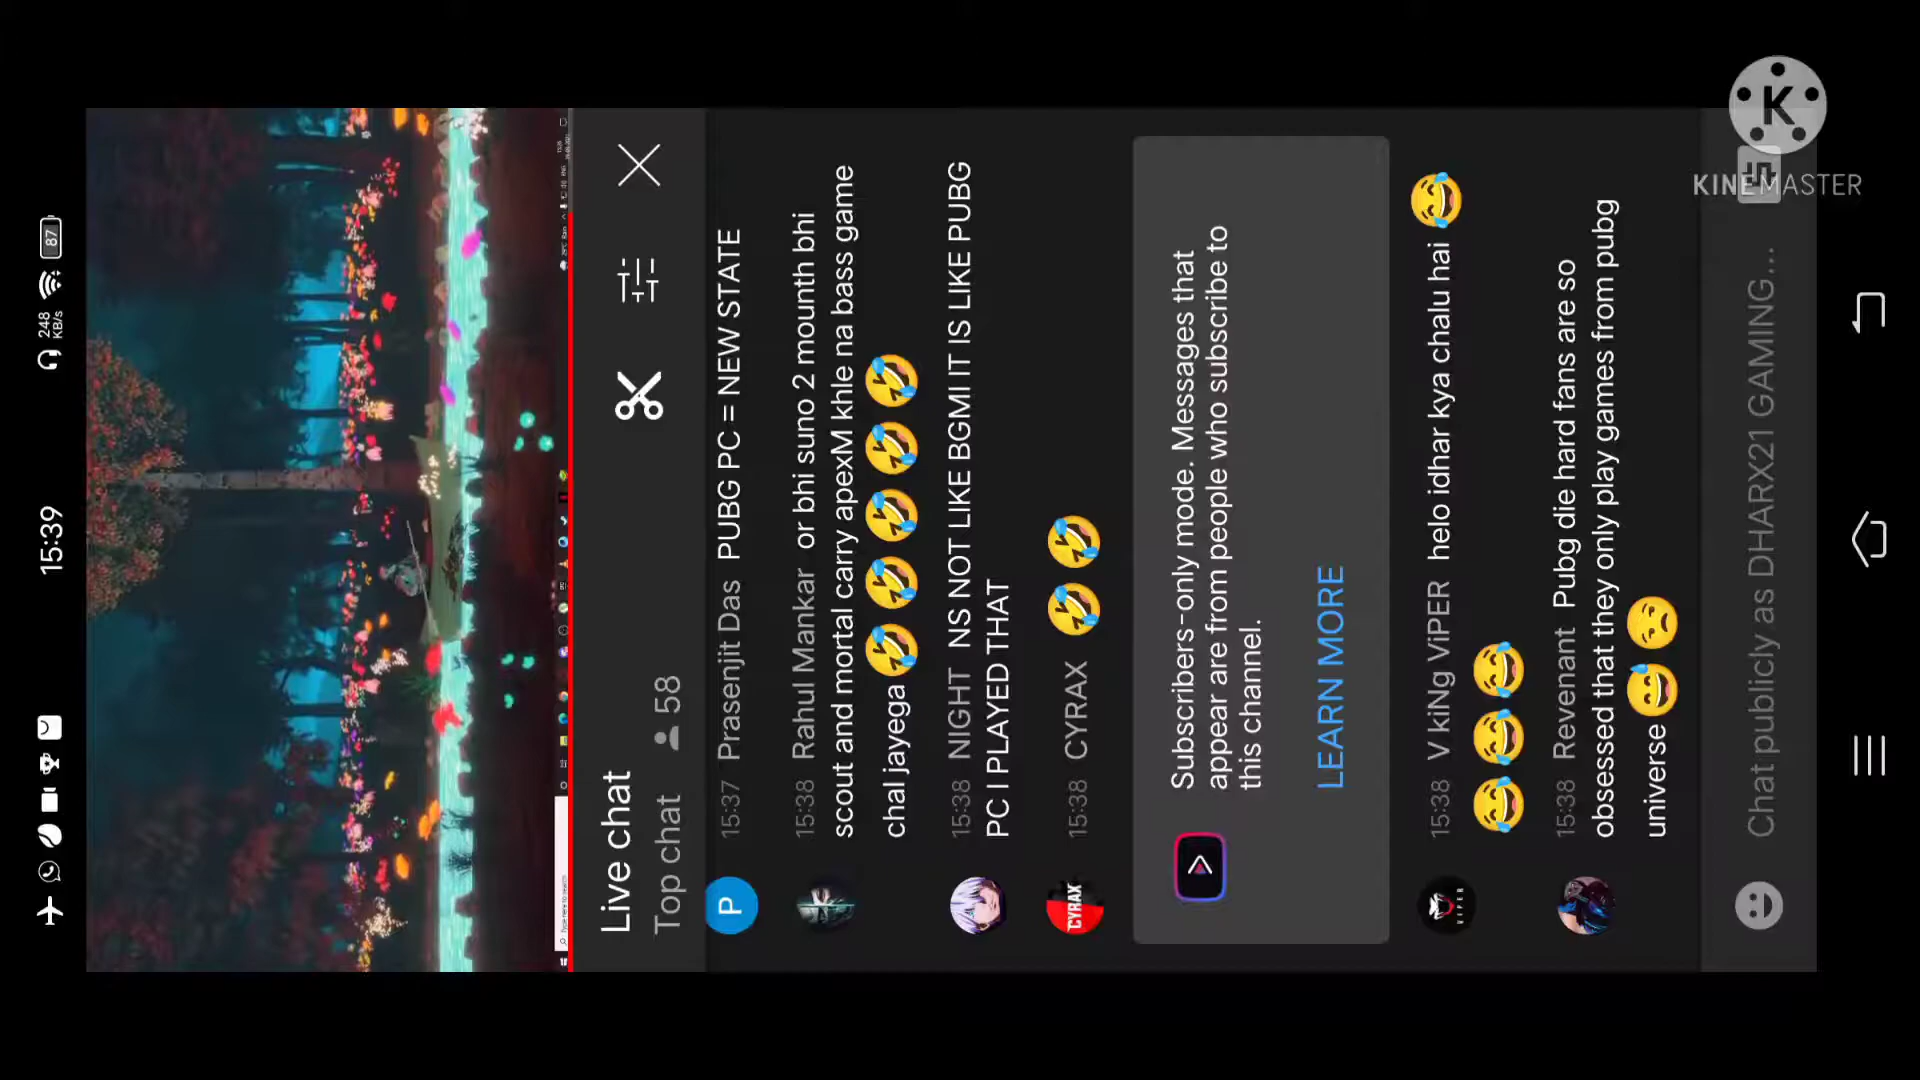 15:39
248
KB/s
87
Live chat
Top chat 58
15:37 Prasenjit Das PUBG PC = NEW STATE
15:38 Rahul Mankar or bhi suno 2 mounth bhi
scout and mortal carry apexM khle na bass game
chal jayega 🤣🤣🤣🤣🤣
15:38 NIGHT NS NOT LIKE BGMI IT IS LIKE PUBG
PC I PLAYED THAT
15:38 CYRAX 🤣🤣
Subscribers-only mode. Messages that
appear are from people who subscribe to
this channel.
LEARN MORE
15:38 V kiNg ViPER helo idhar kya chalu hai 😂
😂😂😂
15:38 Revenant Pubg die hard fans are so
obsessed that they only play games from pubg
universe 😅😔
Chat publicly as DHARX21 GAMING...
P
CYRAX
VIPER
K
KINEMASTER